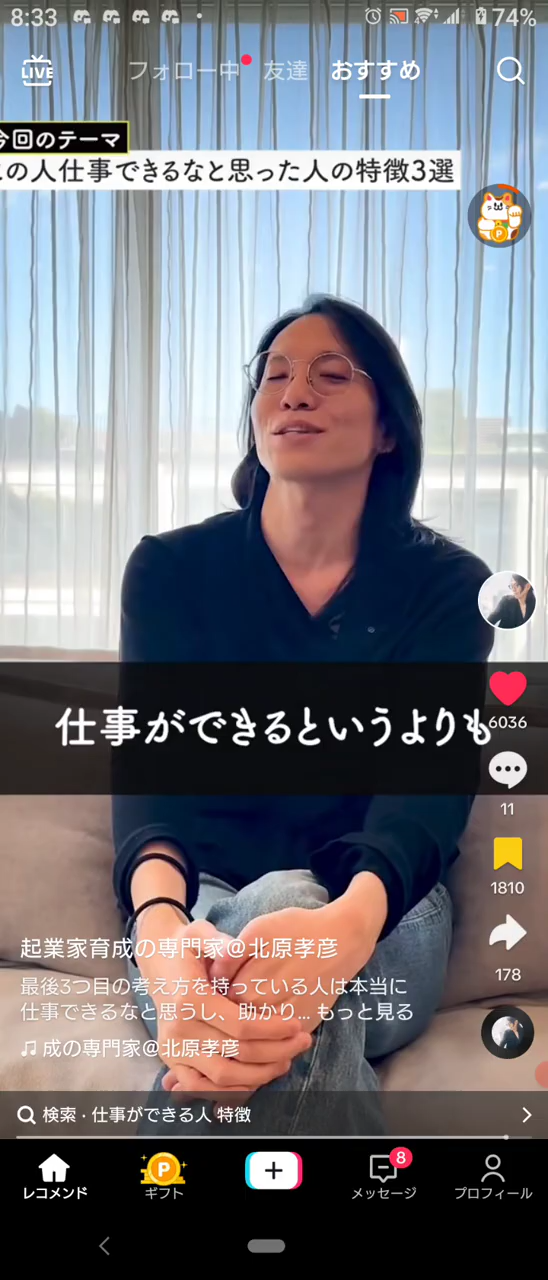 8:33
74%
LIVE
フォロー中 友達 おすすめ
今回のテーマ
の人仕事できるなと思った人の特徴3選
P
仕事ができるというよりも
6036
11
1810
178
起業家育成の専門家@北原孝彦
最後3つ目の考え方を持っている人は本当に
仕事できるなと思うし、助かり... もっと見る
成の専門家@北原孝彦
検索・仕事ができる人 特徴
P
8
レコメンド ギフト メッセージ プロフィール